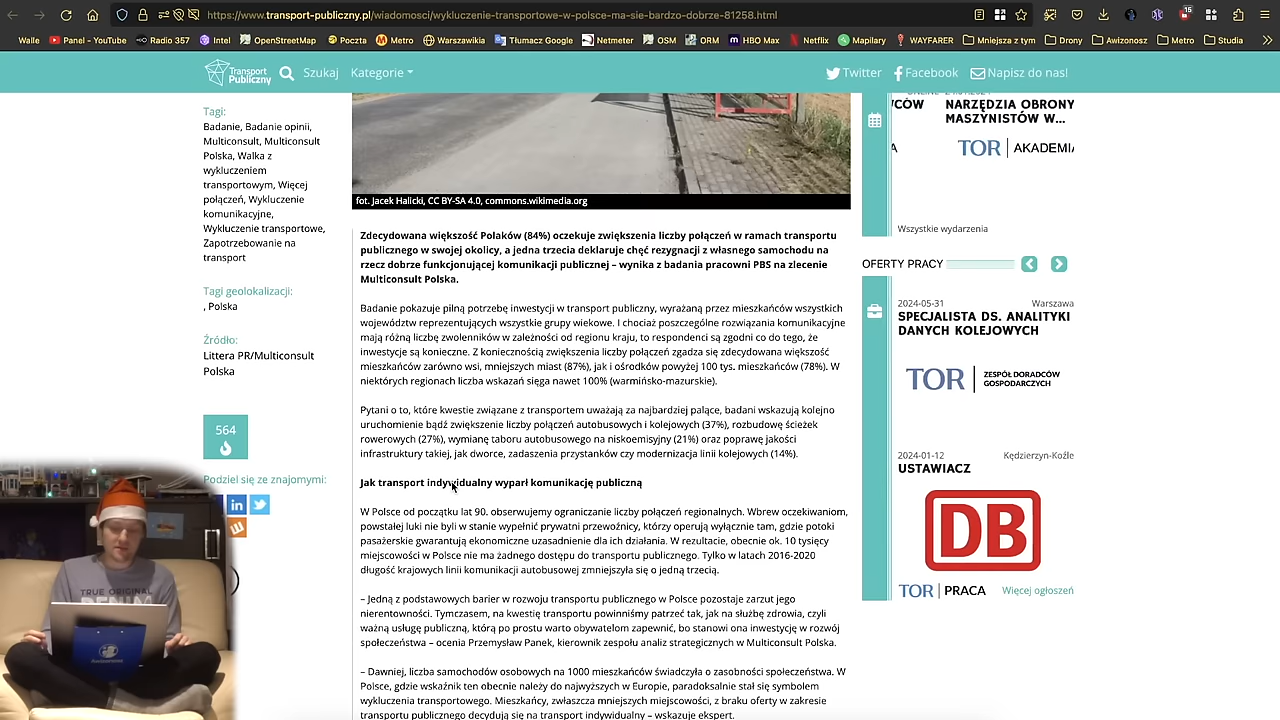 https://www.transport-publiczny.pl/wiadomosci/wykluczenie-transportowe-w-polsce-ma-sie-bardzo-dobrze-81258.html
15
Walle
Panel - YouTube
Radio 357
Intel
OpenStreetMap
Poczta
Metro
Warszawikia
Tłumacz Google
Netmeter
OSM
ORM
HBO Max
Netflix
Mapilary
WAYFARER
Mniejsza z tym
Drony
Awizonosz
Metro
Studia
Transport
Publiczny
Szukaj
Kategorie
Twitter
Facebook
Napisz do nas!
Tagi:
Badanie, Badanie opinii,
Multiconsult, Multiconsult
Polska, Walka z
wykluczeniem
transportowym, Więcej
połączeń, Wykluczenie
komunikacyjne,
Wykluczenie transportowe,
Zapotrzebowanie na
transport
Tagi geolokalizacji:
, Polska
Źródło:
Littera PR/Multiconsult
Polska
564
Podziel się ze znajomymi:
TRUE ORIGINAL
DENIM
fot. Jacek Halicki, CC BY-SA 4.0, commons.wikimedia.org
Zdecydowana większość Polaków (84%) oczekuje zwiększenia liczby połączeń w ramach transportu
publicznego w swojej okolicy, a jedna trzecia deklaruje chęć rezygnacji z własnego samochodu na
rzecz dobrze funkcjonującej komunikacji publicznej – wynika z badania pracowni PBS na zlecenie
Multiconsult Polska.
Badanie pokazuje pilną potrzebę inwestycji w transport publiczny, wyrażaną przez mieszkańców wszystkich
województw reprezentujących wszystkie grupy wiekowe. I chociaż poszczególne rozwiązania komunikacyjne
mają różną liczbę zwolenników w zależności od regionu kraju, to respondenci są zgodni co do tego, że
inwestycje są konieczne. Z koniecznością zwiększenia liczby połączeń zgadza się zdecydowana większość
mieszkańców zarówno wsi, mniejszych miast (87%), jak i ośrodków powyżej 100 tys. mieszkańców (78%). W
niektórych regionach liczba wskazań sięga nawet 100% (warmińsko-mazurskie).
Pytani o to, które kwestie związane z transportem uważają za najbardziej palące, badani wskazują kolejno
uruchomienie bądź zwiększenie liczby połączeń autobusowych i kolejowych (37%), rozbudowę ścieżek
rowerowych (27%), wymianę taboru autobusowego na niskoemisyjny (21%) oraz poprawę jakości
infrastruktury takiej, jak dworce, zadaszenia przystanków czy modernizacja linii kolejowych (14%).
Jak transport indywidualny wyparł komunikację publiczną
W Polsce od początku lat 90. obserwujemy ograniczanie liczby połączeń regionalnych. Wbrew oczekiwaniom,
powstałej luki nie byli w stanie wypełnić prywatni przewoźnicy, którzy operują wyłącznie tam, gdzie potoki
pasażerskie gwarantują ekonomiczne uzasadnienie dla ich działania. W rezultacie, obecnie ok. 10 tysięcy
miejscowości w Polsce nie ma żadnego dostępu do transportu publicznego. Tylko w latach 2016-2020
długość krajowych linii komunikacji autobusowej zmniejszyła się o jedną trzecią.
– Jedną z podstawowych barier w rozwoju transportu publicznego w Polsce pozostaje zarzut jego
nierentowności. Tymczasem, na kwestię transportu powinniśmy patrzeć tak, jak na służbę zdrowia, czyli
ważną usługę publiczną, którą po prostu warto obywatelom zapewnić, bo stanowi ona inwestycję w rozwój
społeczeństwa – ocenia Przemysław Panek, kierownik zespołu analiz strategicznych w Multiconsult Polska.
– Dawniej, liczba samochodów osobowych na 1000 mieszkańców świadczyła o zasobności społeczeństwa. W
Polsce, gdzie wskaźnik ten obecnie należy do najwyższych w Europie, paradoksalnie stał się symbolem
wykluczenia transportowego. Mieszkańcy, zwłaszcza mniejszych miejscowości, z braku oferty w zakresie
transportu publicznego decydują się na transport indywidualny – wskazuje ekspert.
NARZĘDZIA OBRONY
MASZYNISTÓW W...
TOR AKADEMIA
Wszystkie wydarzenia
OFERTY PRACY
2024-05-31
Warszawa
SPECJALISTA DS. ANALITYKI
DANYCH KOLEJOWYCH
TOR ZESPÓŁ DORADCÓW
GOSPODARCZYCH
2024-01-12
Kędzierzyn-Koźle
USTAWIACZ
DB
TOR PRACA
Więcej ogłoszeń